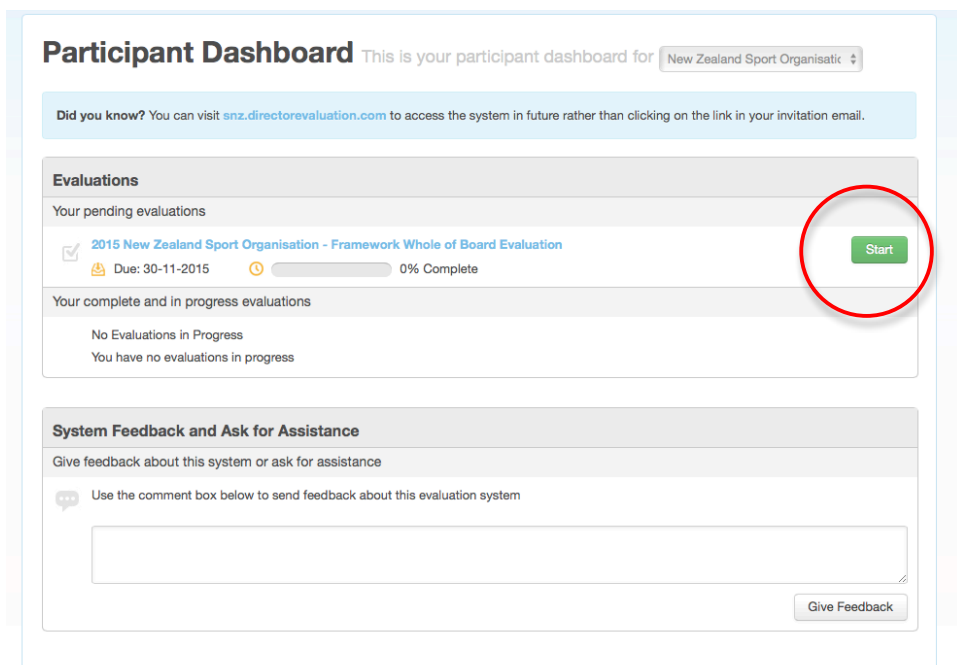 Participant Dashboard This is your participant dashboard for New Zealand Sport Organisatic
Did you know? You can visit snz.directorevaluation.com to access the system in future rather than clicking on the link in your invitation email.
Evaluations
Your pending evaluations
2015 New Zealand Sport Organisation - Framework Whole of Board Evaluation
Start
Due: 30-11-2015 0% Complete
Your complete and in progress evaluations
No Evaluations in Progress
You have no evaluations in progress
System Feedback and Ask for Assistance
Give feedback about this system or ask for assistance
Use the comment box below to send feedback about this evaluation system
Give Feedback